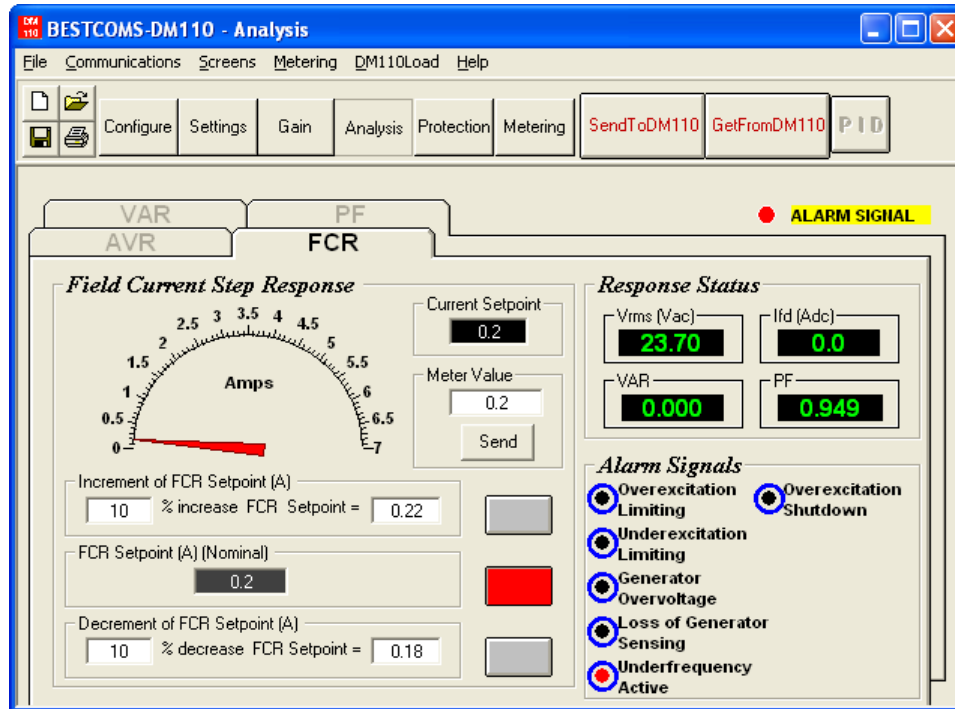 DM
110
BESTCOMS-DM110 - Analysis
File Communications Screens Metering DM110Load Help
Configure Settings Gain Analysis Protection Metering SendToDM110 GetFromDM110 PID
VAR PF
ALARM SIGNAL
AVR FCR
Field Current Step Response
0 0.5 1 1.5 2 2.5 3 3.5 4 4.5 5 5.5 6 6.5 7
Amps
Current Setpoint
0.2
Meter Value
0.2
Send
Increment of FCR Setpoint (A)
10 % increase FCR Setpoint = 0.22
FCR Setpoint (A) (Nominal)
0.2
Decrement of FCR Setpoint (A)
10 % decrease FCR Setpoint = 0.18
Response Status
Vrms (Vac) Ifd (Adc)
23.70 0.0
VAR PF
0.000 0.949
Alarm Signals
Overexcitation
Limiting
Overexcitation
Shutdown
Underexcitation
Limiting
Generator
Overvoltage
Loss of Generator
Sensing
Underfrequency
Active